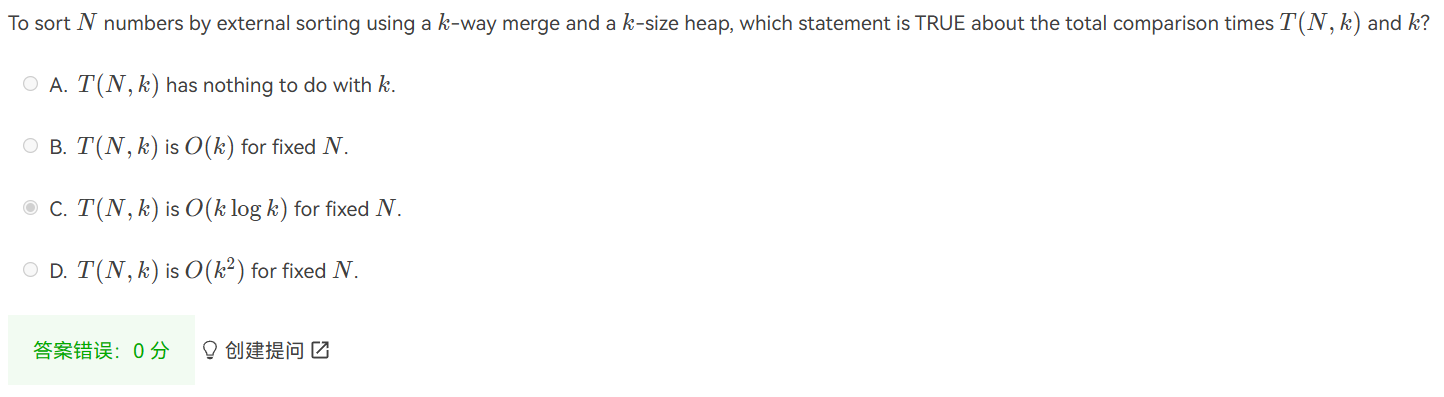 To sort N numbers by external sorting using a k-way merge and a k-size heap, which statement is TRUE about the total comparison times T(N, k) and k?
A. T(N, k) has nothing to do with k.
B. T(N, k) is O(k) for fixed N.
C. T(N, k) is O(k log k) for fixed N.
D. T(N, k) is O(k²) for fixed N.
答案错误：0 分 创建提问